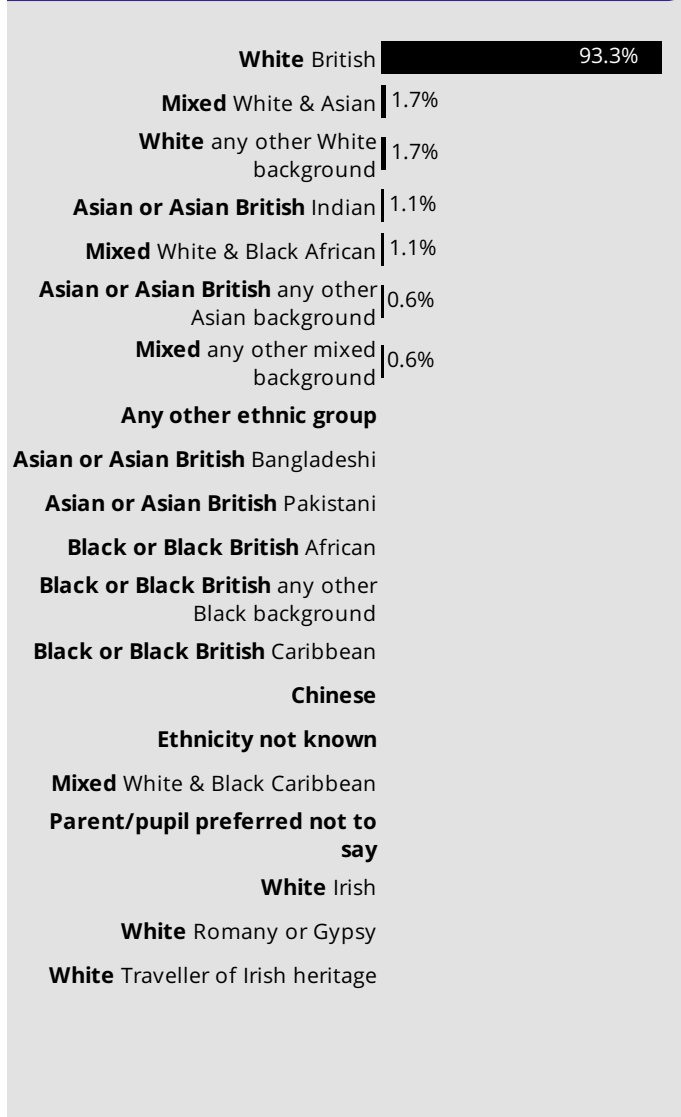 White British 93.3%
Mixed White & Asian 1.7%
White any other White
background 1.7%
Asian or Asian British Indian 1.1%
Mixed White & Black African 1.1%
Asian or Asian British any other
Asian background 0.6%
Mixed any other mixed
background 0.6%
Any other ethnic group
Asian or Asian British Bangladeshi
Asian or Asian British Pakistani
Black or Black British African
Black or Black British any other
Black background
Black or Black British Caribbean
Chinese
Ethnicity not known
Mixed White & Black Caribbean
Parent/pupil preferred not to
say
White Irish
White Romany or Gypsy
White Traveller of Irish heritage